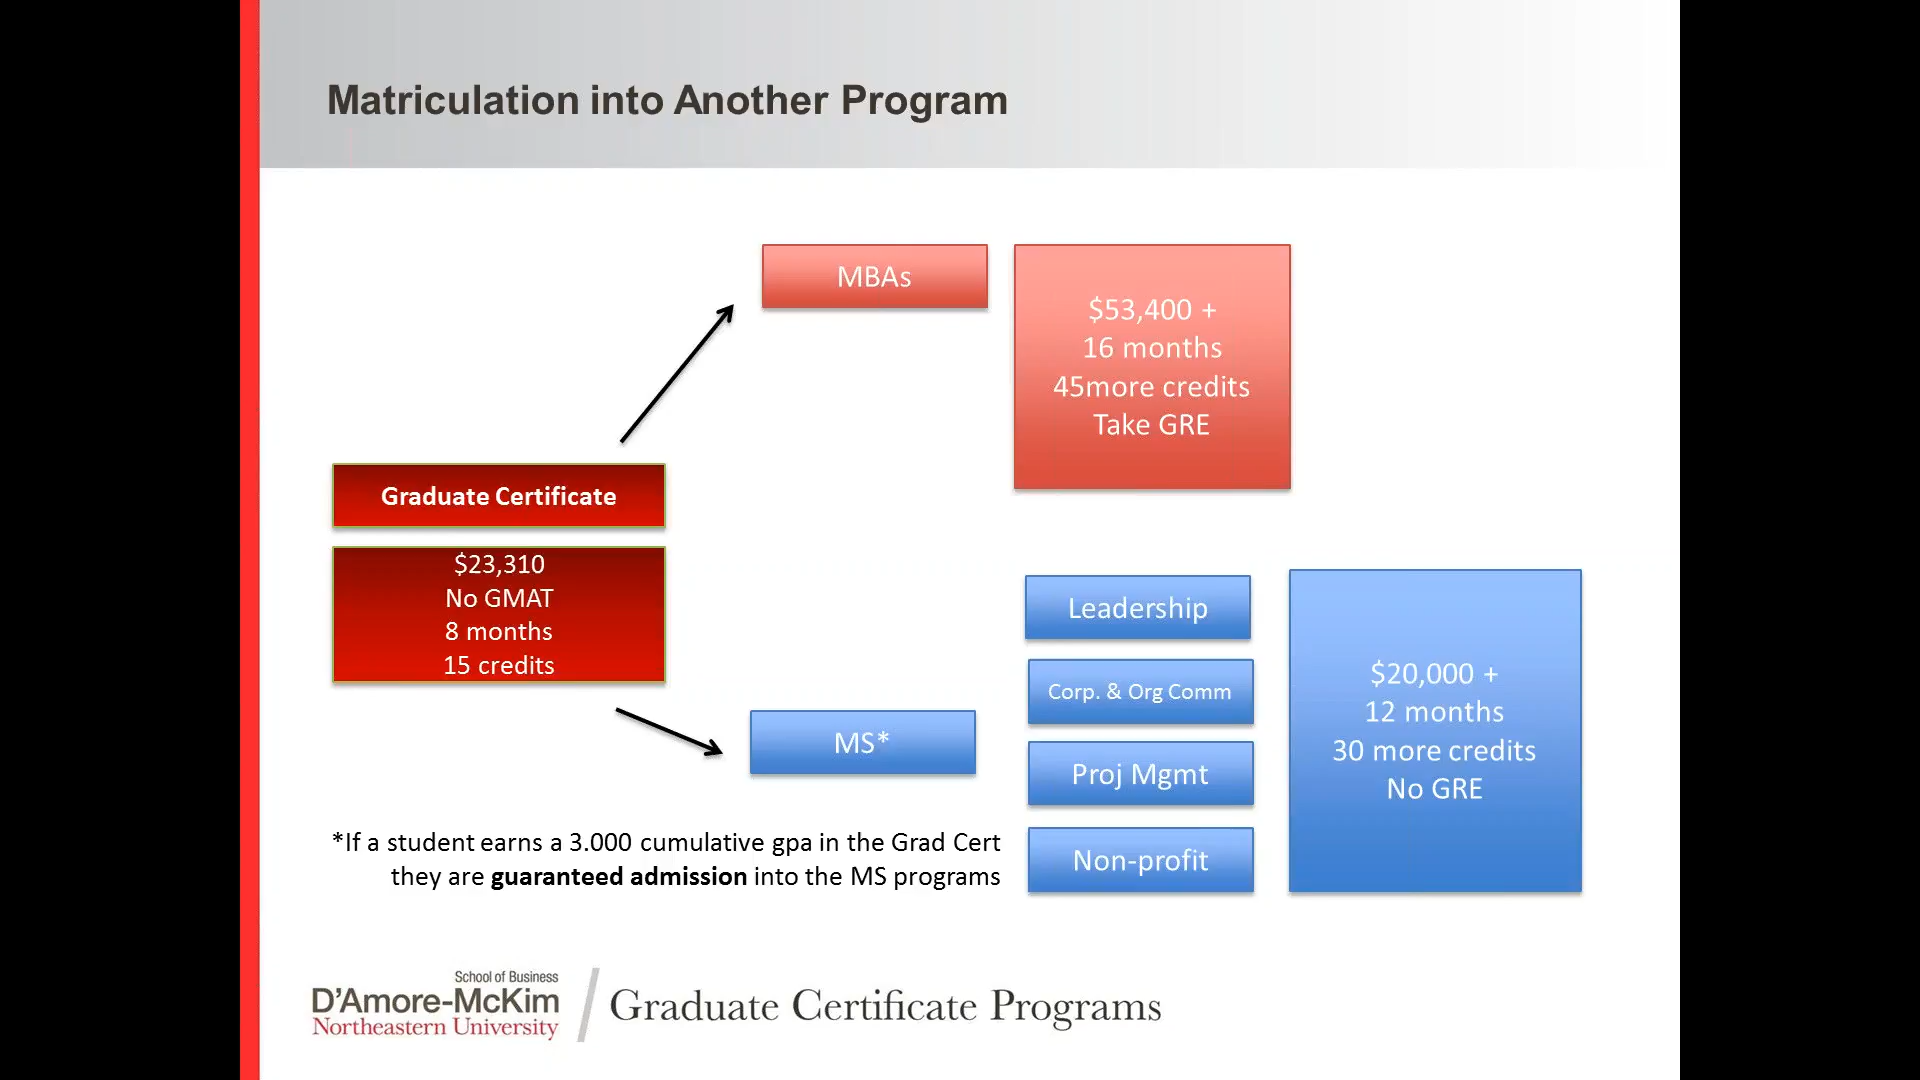 Matriculation into Another Program
MBAs
$53,400 +
16 months
45more credits
Take GRE
Graduate Certificate
$23,310
No GMAT
8 months
15 credits
MS*
Leadership
Corp. & Org Comm
Proj Mgmt
Non-profit
$20,000 +
12 months
30 more credits
No GRE
*If a student earns a 3.000 cumulative gpa in the Grad Cert
they are guaranteed admission into the MS programs
School of Business
D'Amore-McKim
Northeastern University
Graduate Certificate Programs